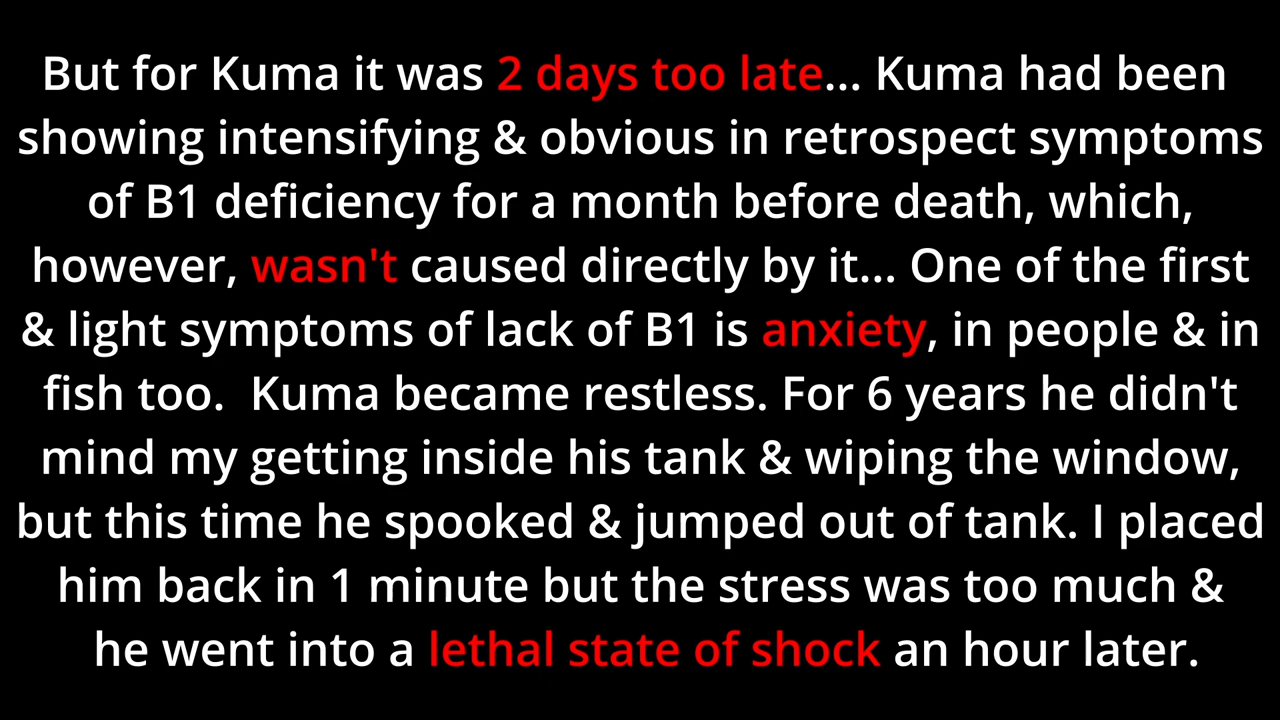 But for Kuma it was 2 days too late... Kuma had been
showing intensifying & obvious in retrospect symptoms
of B1 deficiency for a month before death, which,
however, wasn't caused directly by it... One of the first
& light symptoms of lack of B1 is anxiety, in people & in
fish too.  Kuma became restless. For 6 years he didn't
mind my getting inside his tank & wiping the window,
but this time he spooked & jumped out of tank. I placed
him back in 1 minute but the stress was too much &
he went into a lethal state of shock an hour later.